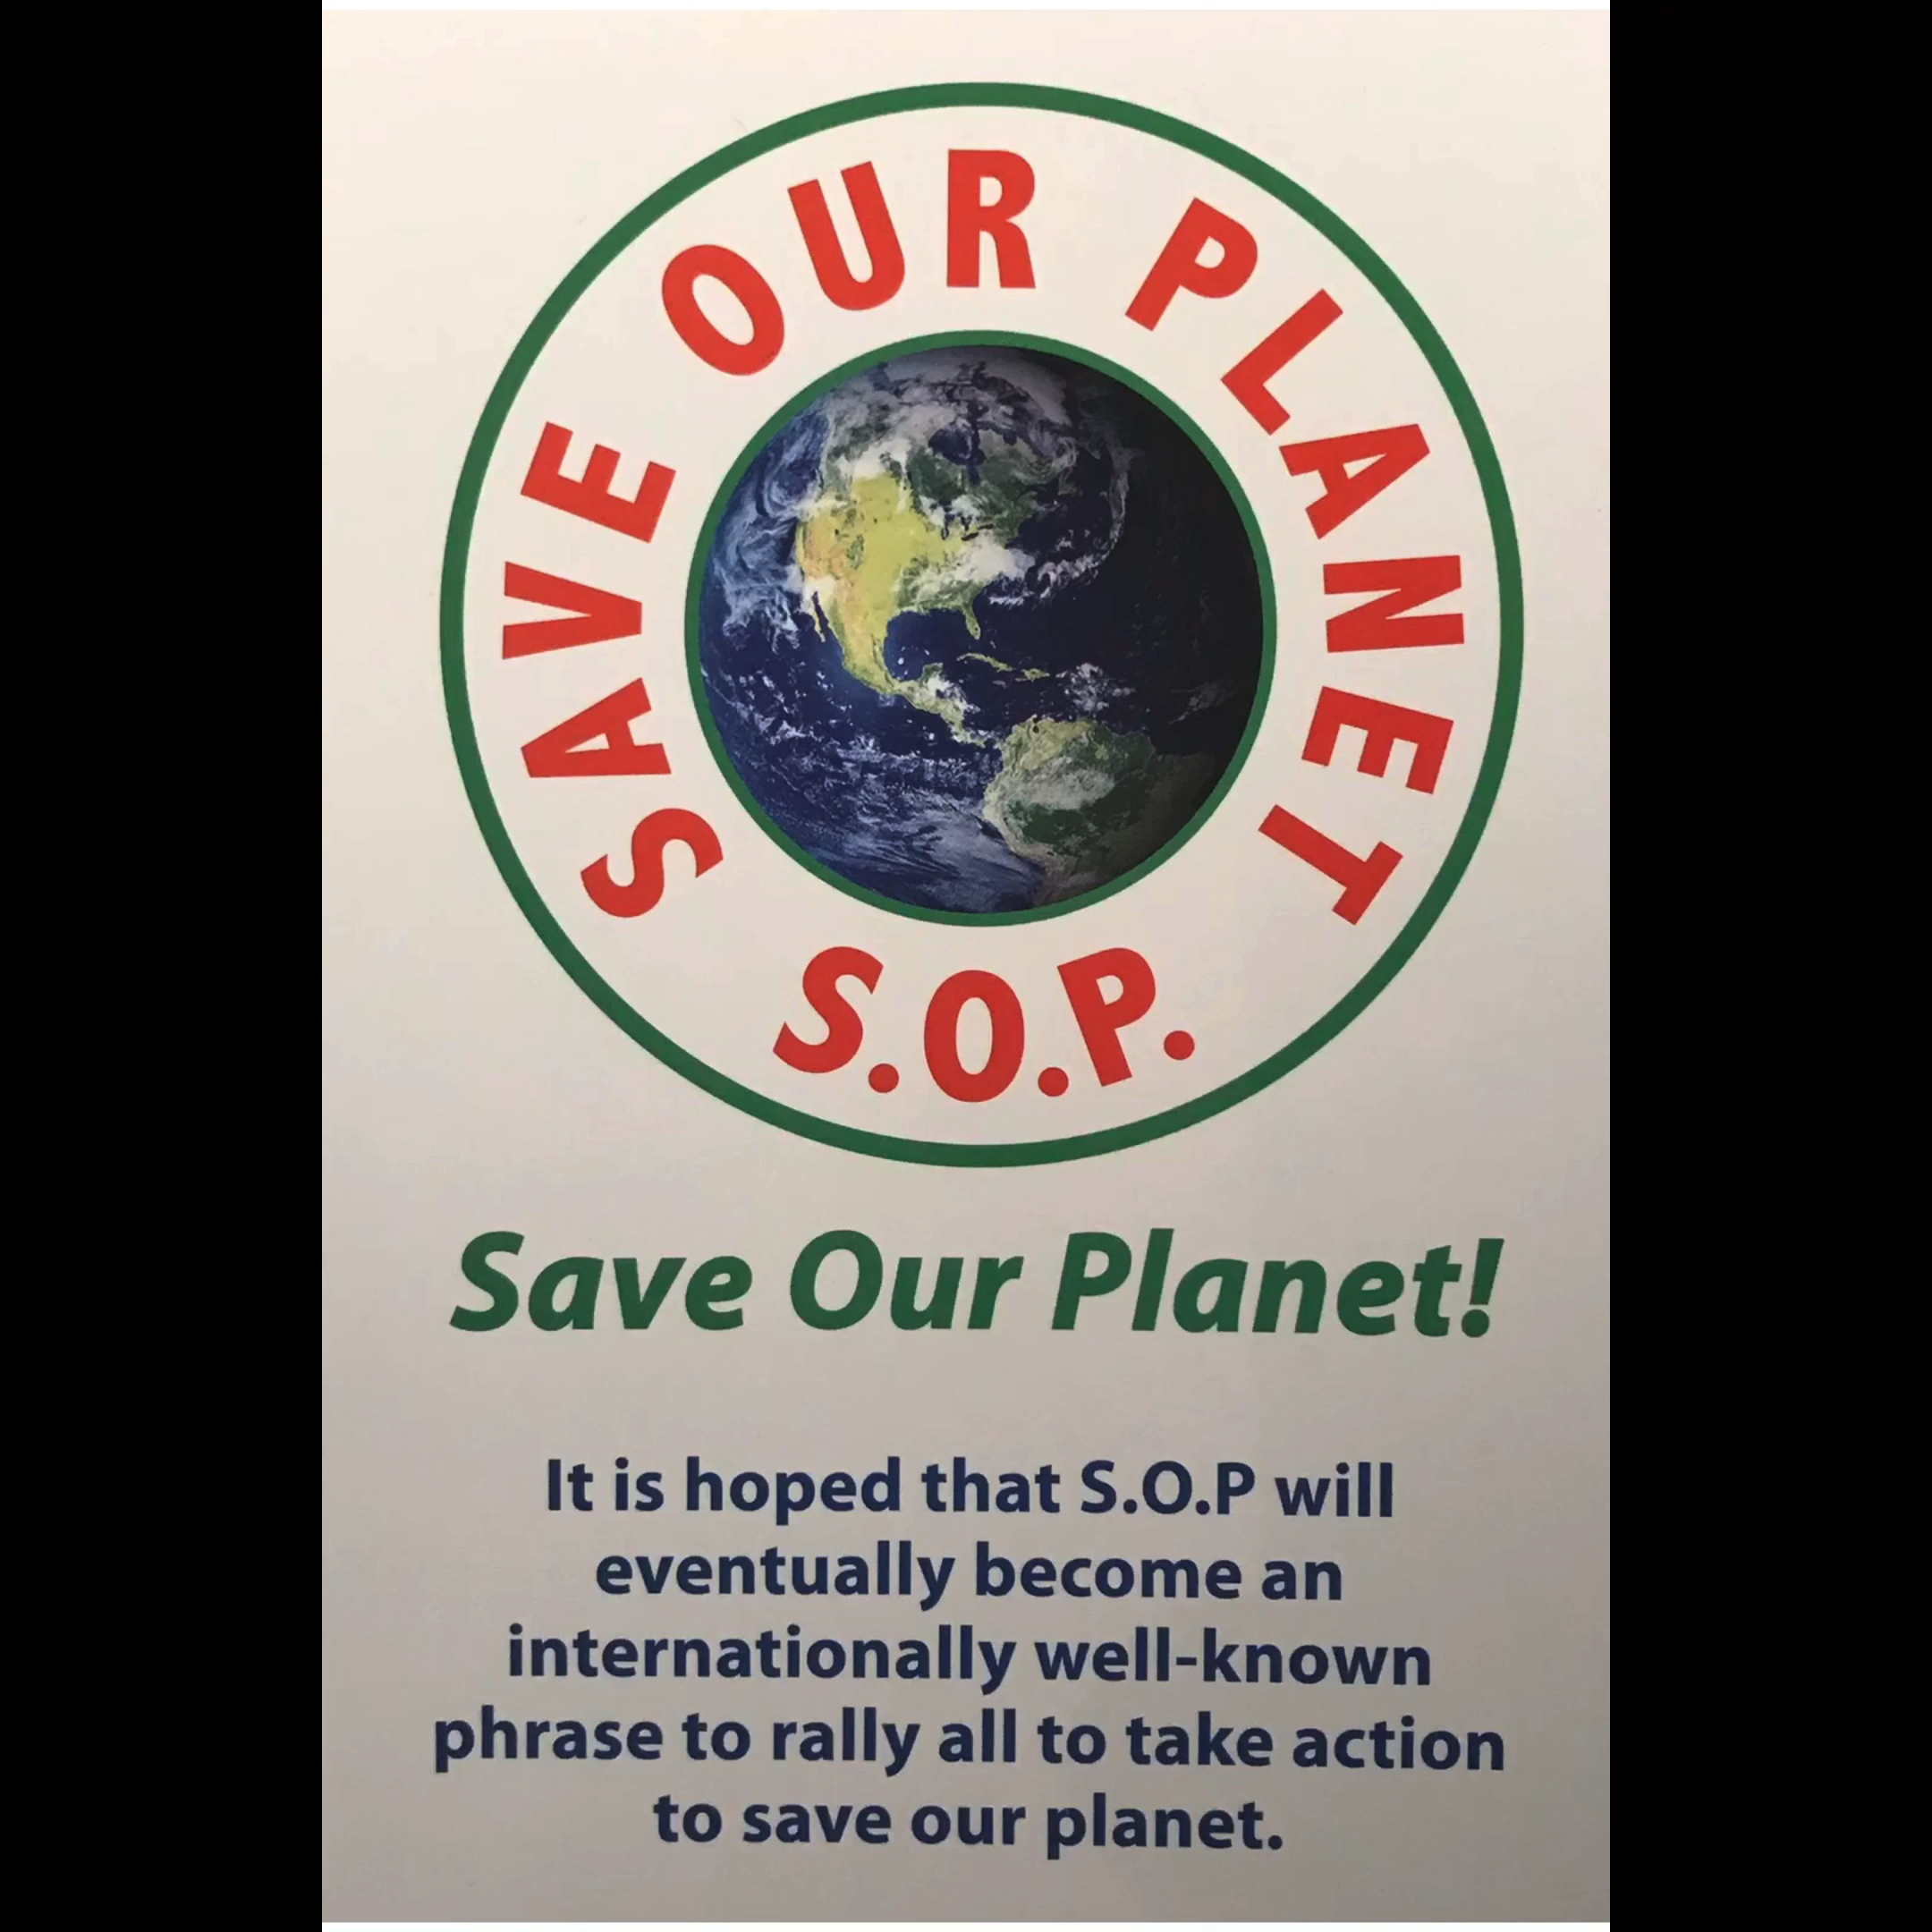 SAVE OUR PLANET
S.O.P.
Save Our Planet!
It is hoped that S.O.P will
eventually become an
internationally well-known
phrase to rally all to take action
to save our planet.